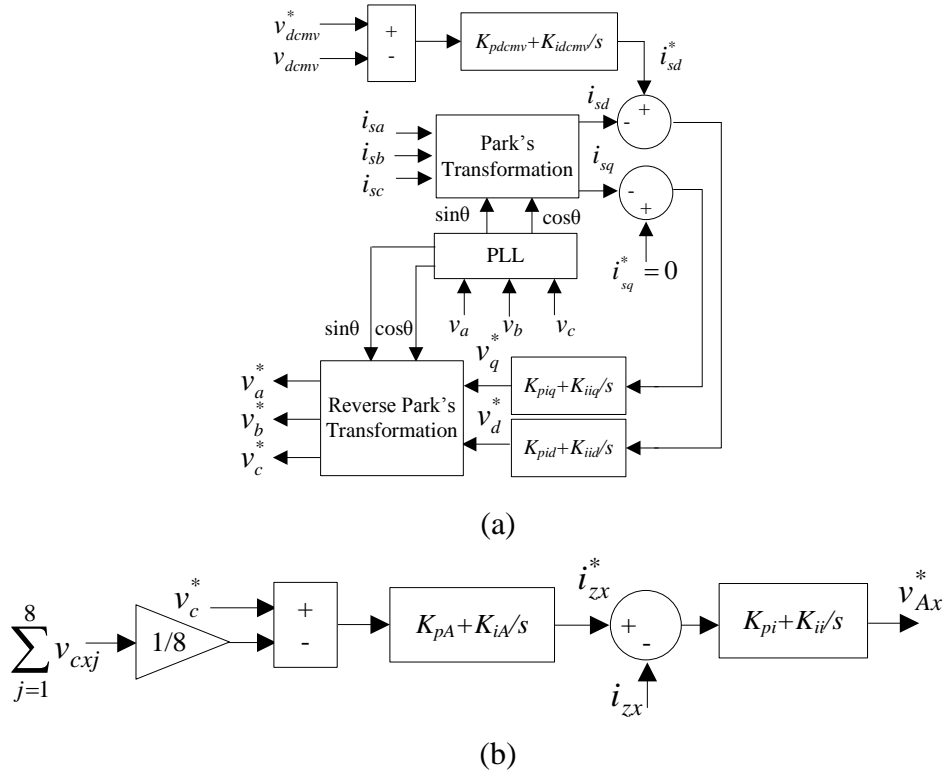 v*dcmv
vdcmv
+
-
Kpdcmv+Kidcmv/s
i*sd
isa
isb
isc
Park's
Transformation
isd
isq
-
+
-
+
i*sq = 0
sinθ
cosθ
PLL
va
vb
vc
sinθ
cosθ
v*a
v*b
v*c
Reverse Park's
Transformation
v*q
v*d
Kpiq+Kiiq/s
Kpid+Kiid/s
(a)
8
∑ vcxj
j=1
1/8
v*c
+
-
KpA+KiA/s
i*zx
+
-
izx
Kpi+Kii/s
v*Ax
(b)